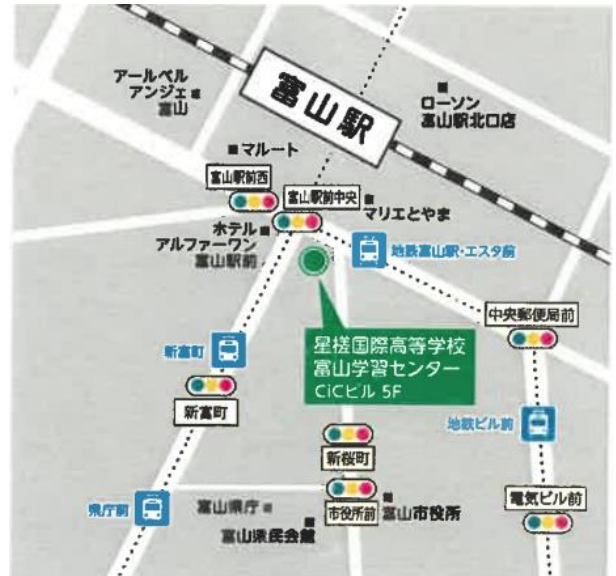 アールベル
アンジェ
富山
富山駅
ローソン
富山駅北口店
マルート
富山駅前西
富山駅前中央
マリエとやま
ホテル
アルファーワン
富山駅前
地鉄富山駅・エスタ前
中央郵便局前
星槎国際高等学校
富山学習センター
CiCビル 5F
新富町
新富町
地鉄ビル前
新桜町
県庁前
富山県庁
市役所前
富山市役所
電気ビル前
富山県民会館